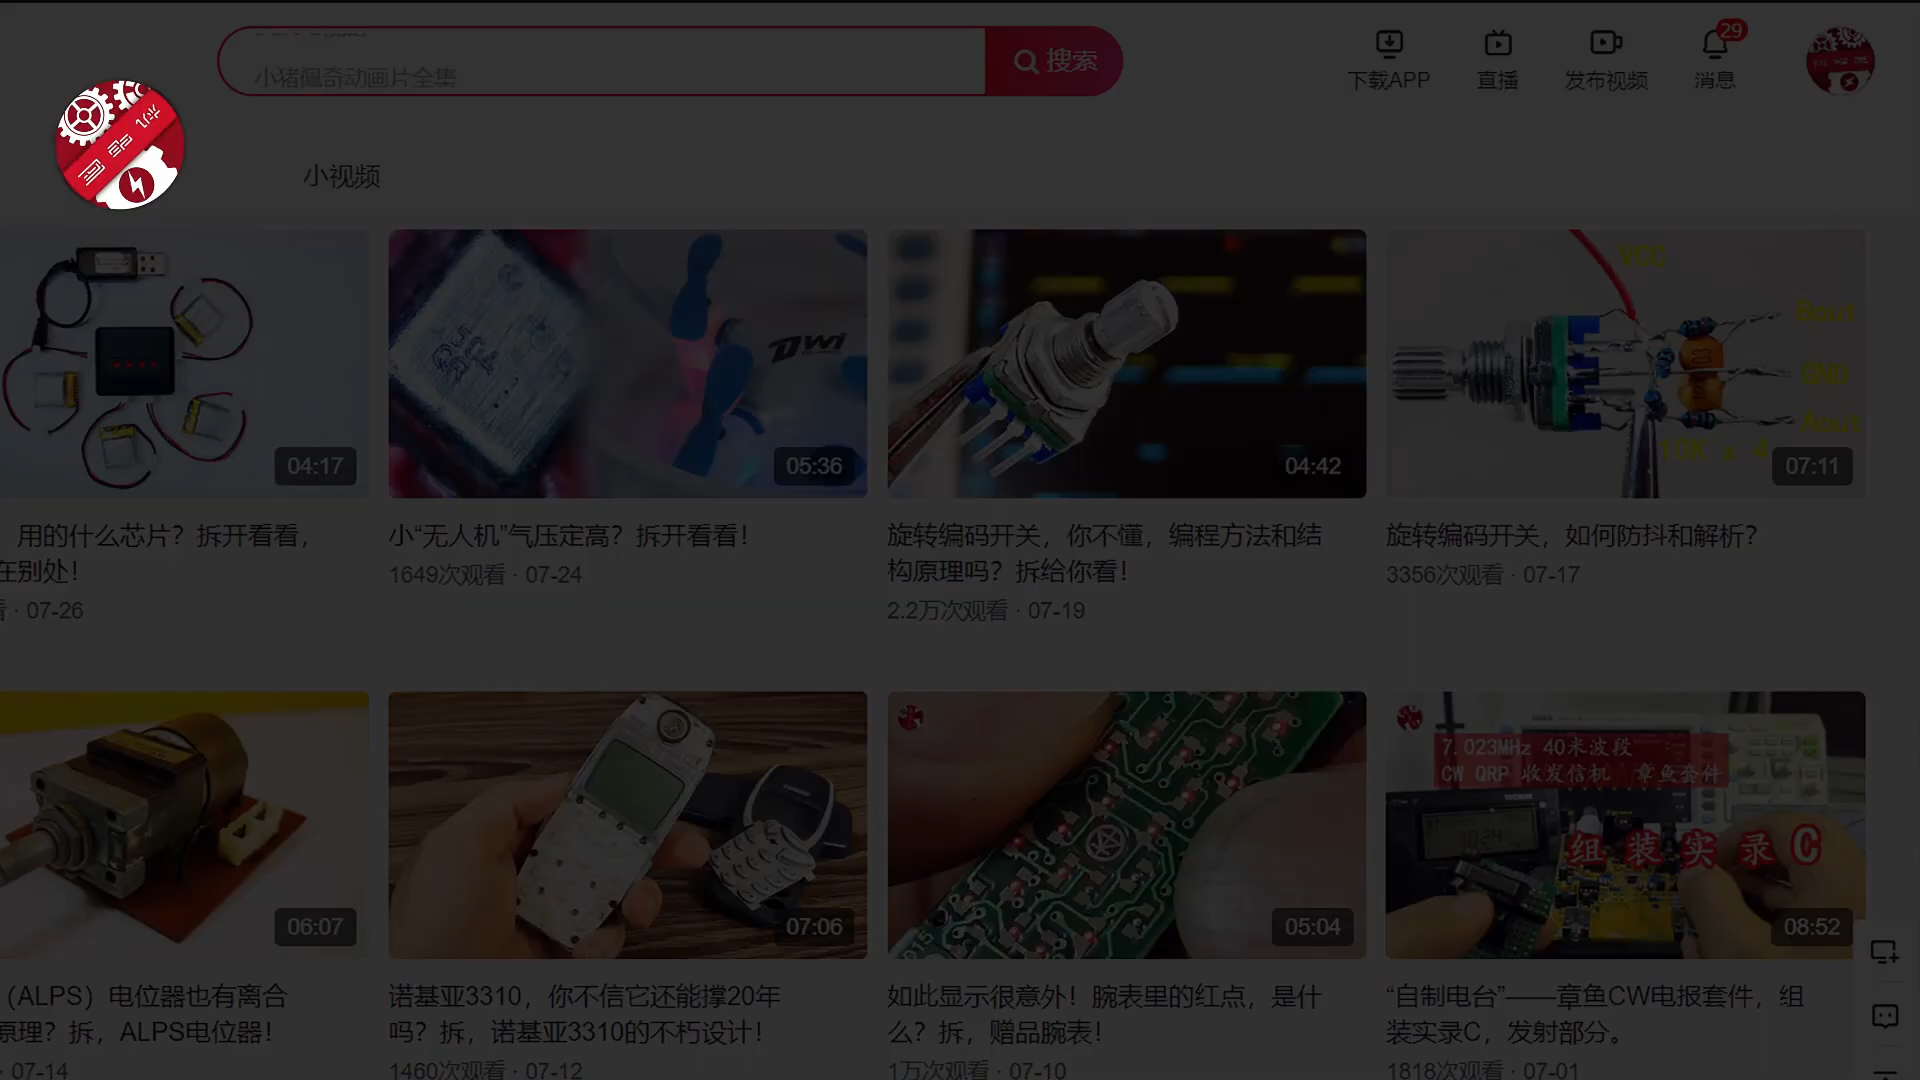 小猪佩奇动画片全集
搜索
下载APP
直播
发布视频
29
消息
小视频
04:17
DWI
05:36
04:42
VCC
Bout
GND
Aout
10K × 4
07:11
用的什么芯片？拆开看看，
在别处！
07-26
小“无人机”气压定高？拆开看看！
1649次观看 · 07-24
旋转编码开关，你不懂，编程方法和结
构原理吗？拆给你看！
2.2万次观看 · 07-19
旋转编码开关，如何防抖和解析？
3356次观看 · 07-17
06:07
07:06
05:04
7.023MHz 40米波段
CW QRP 收发信机 章鱼套件
组装实录C
08:52
（ALPS）电位器也有离合
原理？拆，ALPS电位器！
· 07-14
诺基亚3310，你不信它还能撑20年
吗？拆，诺基亚3310的不朽设计！
1460次观看 · 07-12
如此显示很意外！腕表里的红点，是什
么？拆，赠品腕表！
1万次观看 · 07-10
“自制电台”——章鱼CW电报套件，组
装实录C，发射部分。
1818次观看 · 07-01